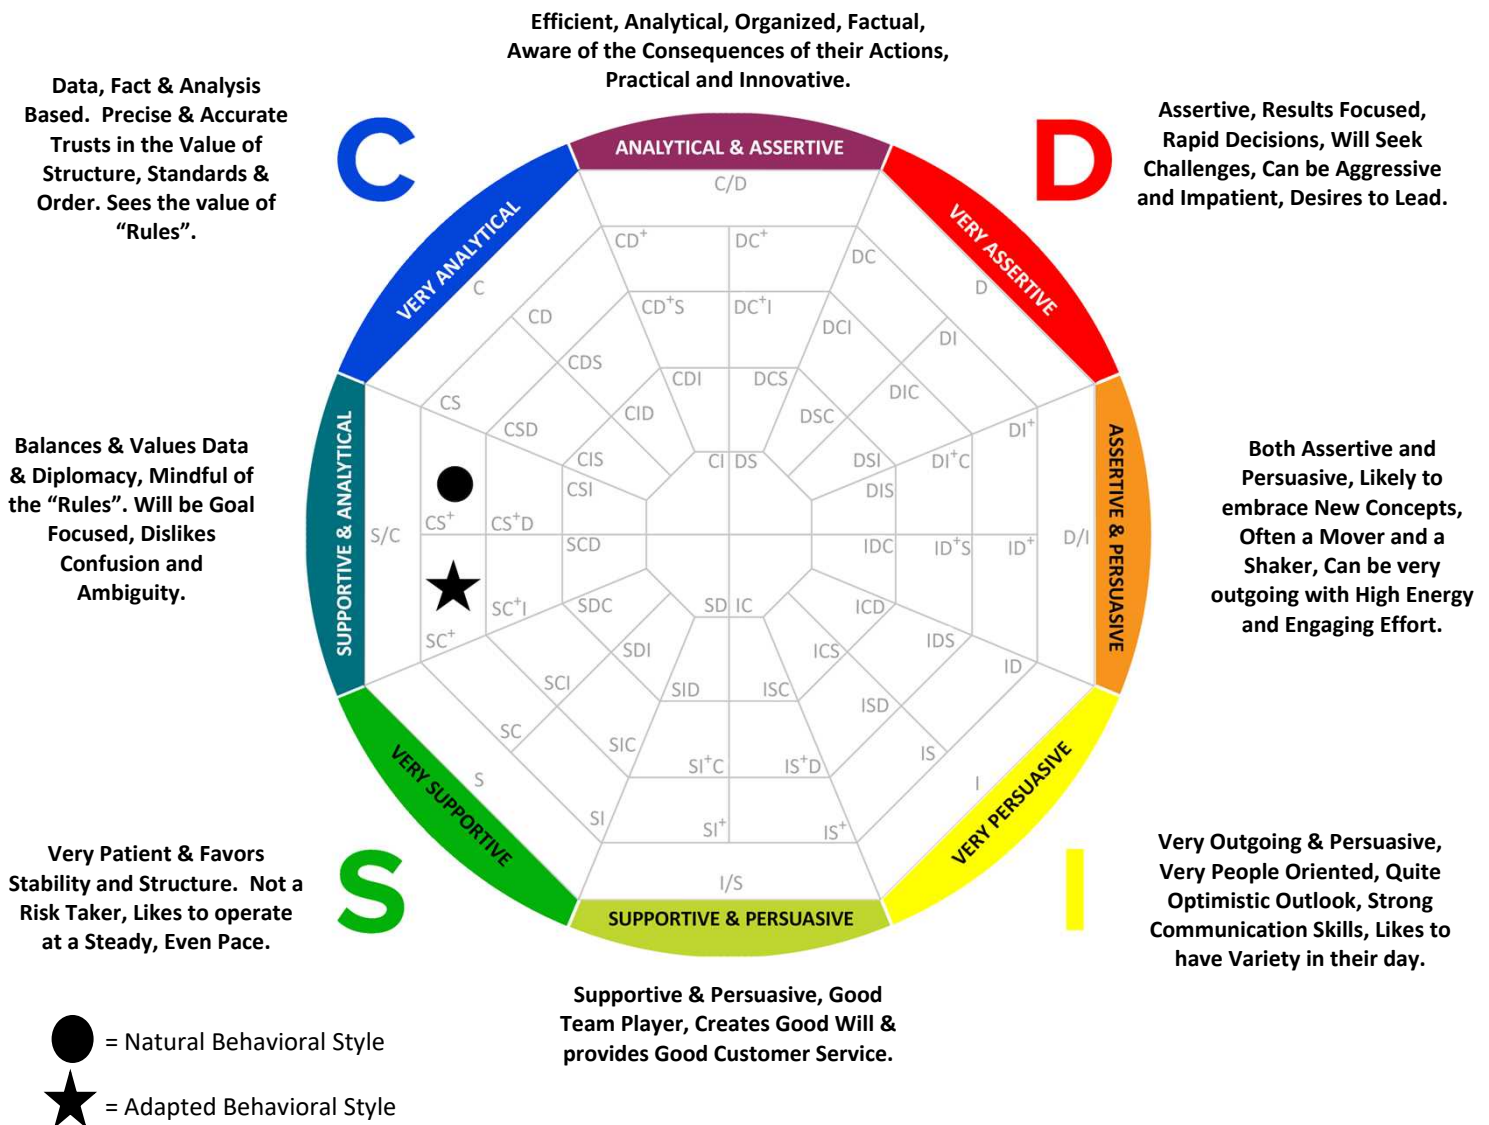 Efficient, Analytical, Organized, Factual,
Aware of the Consequences of their Actions,
Practical and Innovative.
Data, Fact & Analysis
Based.  Precise & Accurate
Trusts in the Value of
Structure, Standards &
Order. Sees the value of
“Rules”.
C
D
Assertive, Results Focused,
Rapid Decisions, Will Seek
Challenges, Can be Aggressive
and Impatient, Desires to Lead.
ANALYTICAL & ASSERTIVE
VERY ANALYTICAL
VERY ASSERTIVE
C/D
CD+
DC+
DC
C
D
CD
CD+S
DC+I
DCI
DI
CDS
CDI
DCS
DIC
CS
CID
DSC
DI+
CSD
CIS
CI
DS
DSI
DI+C
CSI
DIS
CS+
CS+D
S/C
SCD
IDC
ID+S
ID+
D/I
SUPPORTIVE & ANALYTICAL
ASSERTIVE & PERSUASIVE
Balances & Values Data
& Diplomacy, Mindful of
the “Rules”. Will be Goal
Focused, Dislikes
Confusion and
Ambiguity.
Both Assertive and
Persuasive, Likely to
embrace New Concepts,
Often a Mover and a
Shaker, Can be very
outgoing with High Energy
and Engaging Effort.
SC+I
SDC
SD
IC
ICD
SC+
SDI
ICS
IDS
ID
SCI
SID
ISC
ISD
SC
SIC
SI+C
IS+D
IS
S
I
SI
SI+
IS+
I/S
VERY SUPPORTIVE
VERY PERSUASIVE
SUPPORTIVE & PERSUASIVE
S
I
Very Patient & Favors
Stability and Structure.  Not a
Risk Taker, Likes to operate
at a Steady, Even Pace.
Very Outgoing & Persuasive,
Very People Oriented, Quite
Optimistic Outlook, Strong
Communication Skills, Likes to
have Variety in their day.
Supportive & Persuasive, Good
Team Player, Creates Good Will &
provides Good Customer Service.
= Natural Behavioral Style
= Adapted Behavioral Style